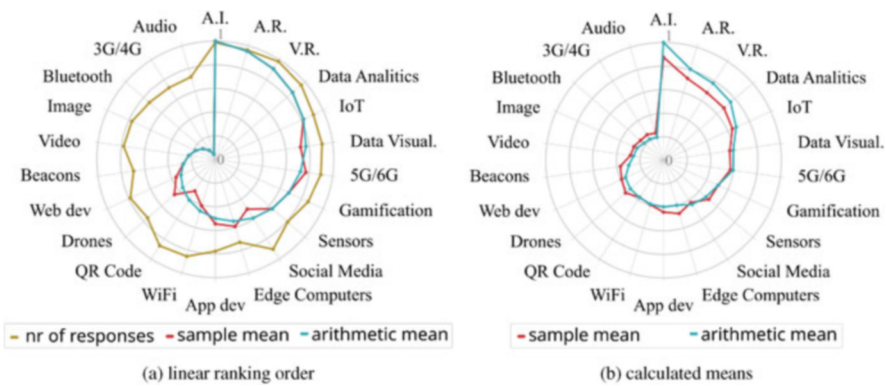 A.I.
1
A.R.
V.R.
Data Analitics
IoT
Data Visual.
5G/6G
Gamification
Sensors
Social Media
Edge Computers
App dev
WiFi
QR Code
Drones
Web dev
Beacons
Video
Image
Bluetooth
3G/4G
Audio
0
nr of responses sample mean arithmetic mean
(a) linear ranking order
A.I.
1
A.R.
V.R.
Data Analitics
IoT
Data Visual.
5G/6G
Gamification
Sensors
Social Media
Edge Computers
App dev
WiFi
QR Code
Drones
Web dev
Beacons
Video
Image
Bluetooth
3G/4G
Audio
0
sample mean arithmetic mean
(b) calculated means